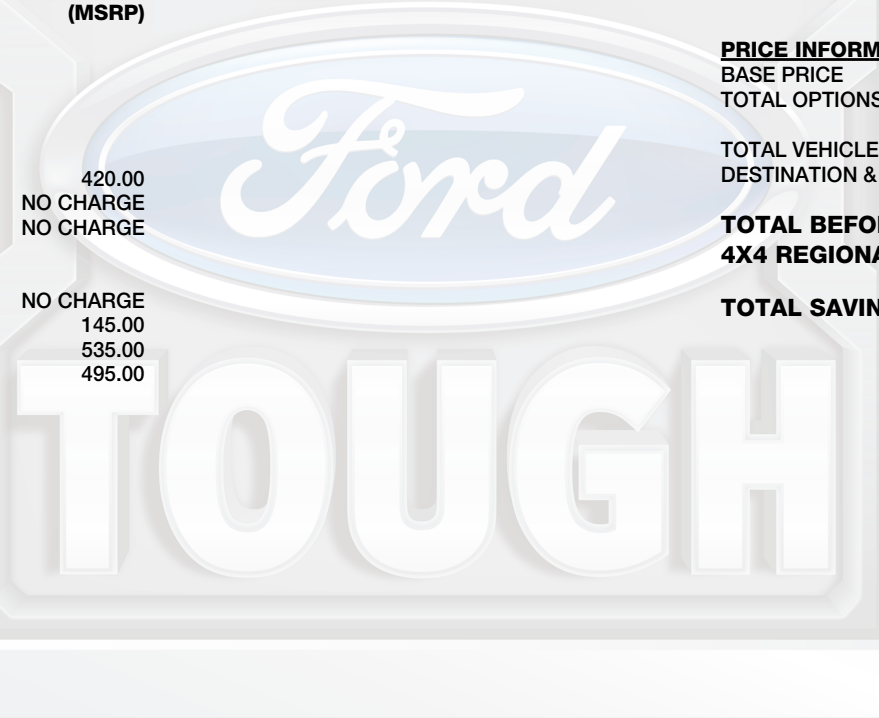 (MSRP)
420.00
NO CHARGE
NO CHARGE
NO CHARGE
145.00
535.00
495.00
PRICE INFORM
BASE PRICE
TOTAL OPTIONS
TOTAL VEHICLE
DESTINATION &
TOTAL BEFO
4X4 REGIONA
TOTAL SAVIN
Ford
TOUGH